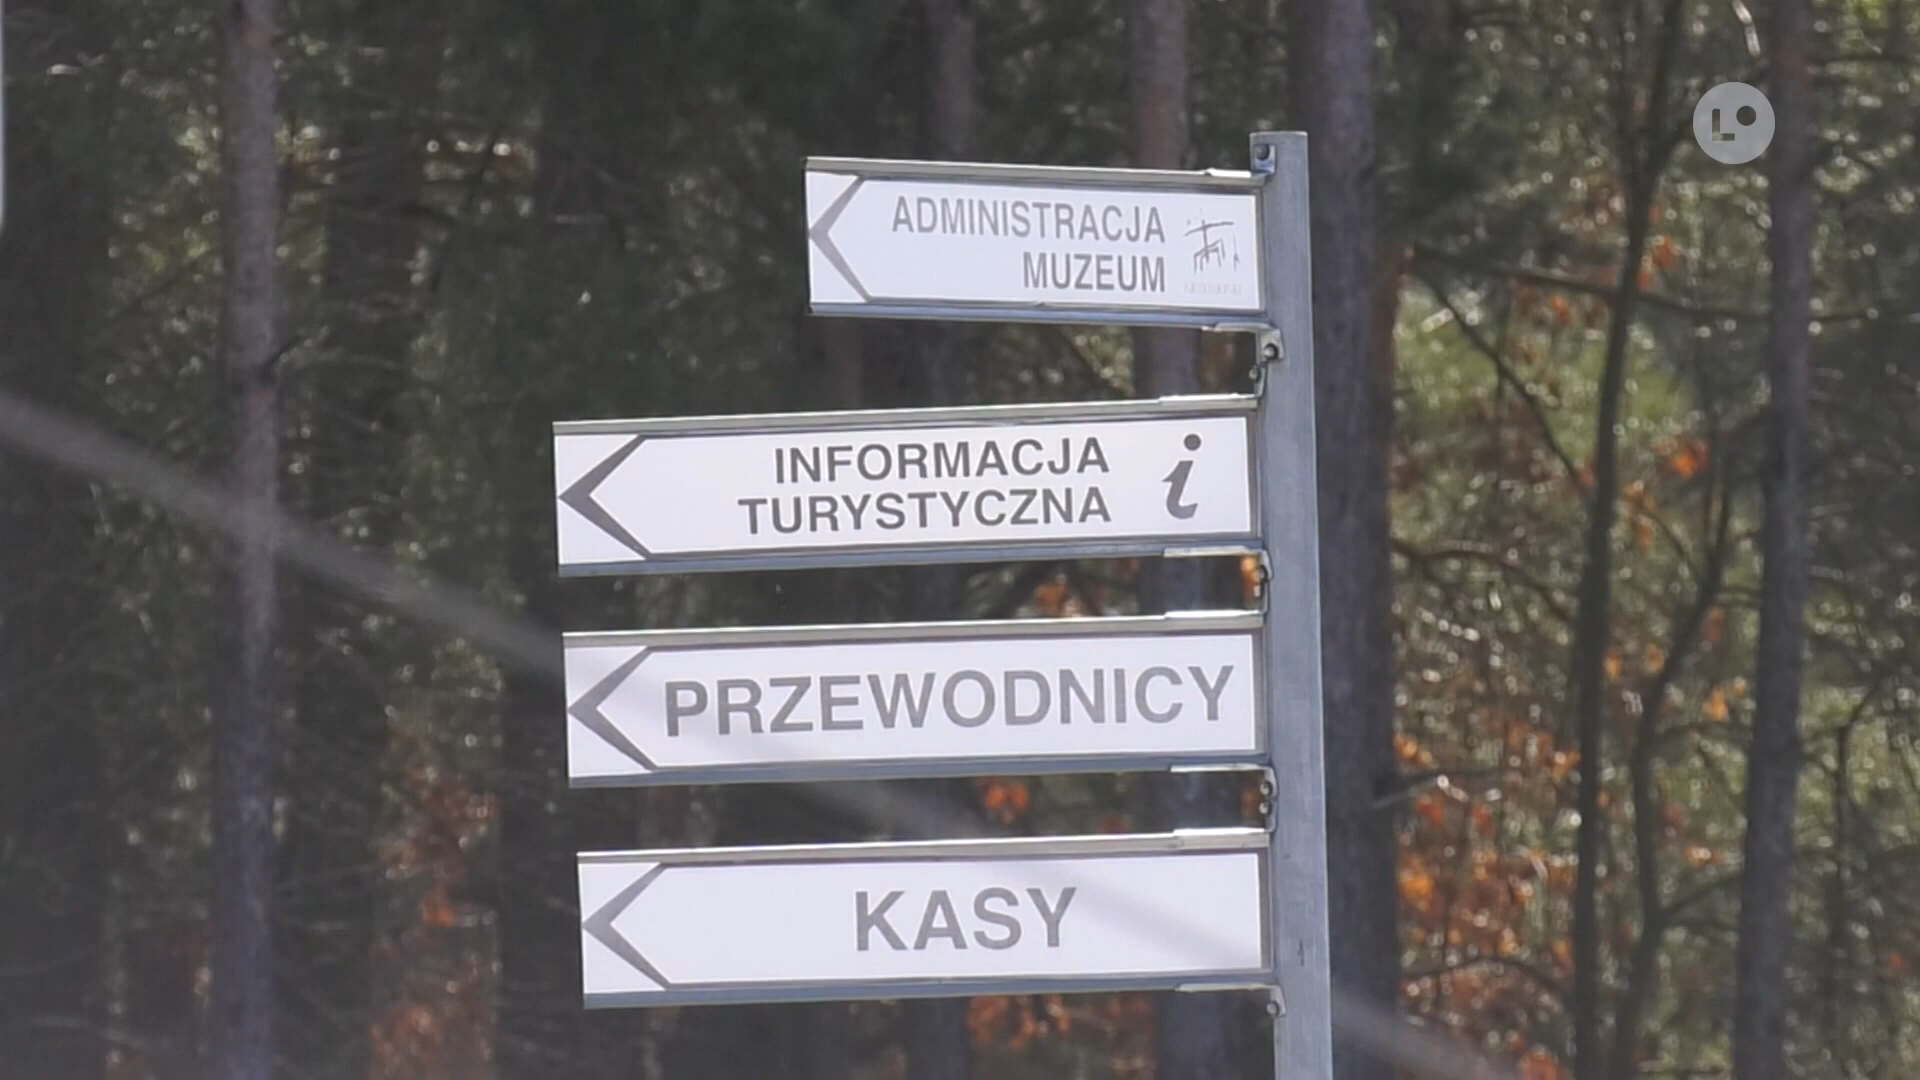 ADMINISTRACJA
MUZEUM
INFORMACJA
TURYSTYCZNA
i
PRZEWODNICY
KASY